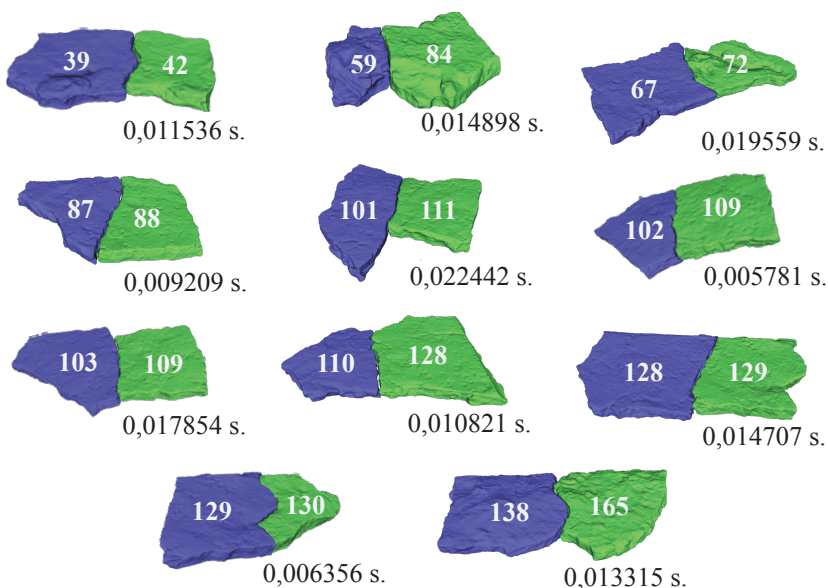 39 42
0,011536 s.
59 84
0,014898 s.
67 72
0,019559 s.
87 88
0,009209 s.
101 111
0,022442 s.
102 109
0,005781 s.
103 109
0,017854 s.
110 128
0,010821 s.
128 129
0,014707 s.
129 130
0,006356 s.
138 165
0,013315 s.